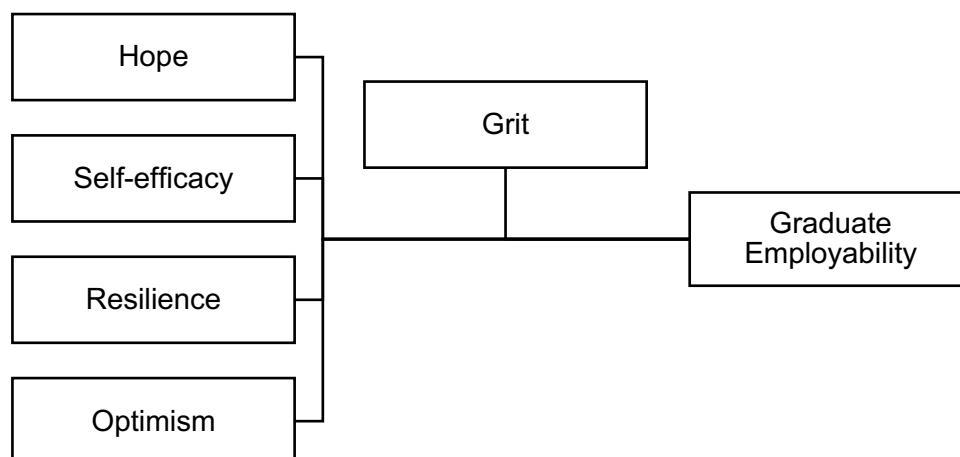 Hope
Grit
Self-efficacy
Graduate
Employability
Resilience
Optimism